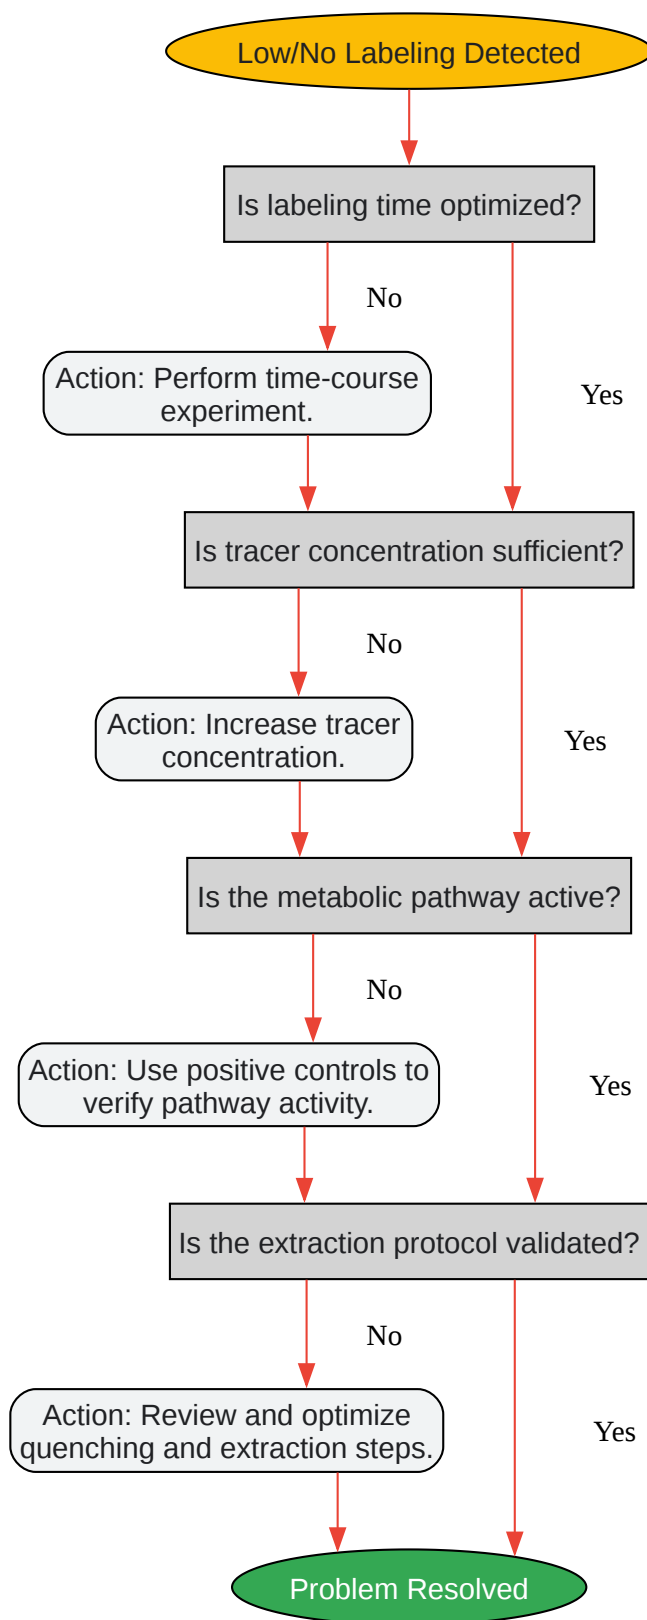 Low/No Labeling Detected
Is labeling time optimized?
No
Action: Perform time-course
experiment.
Yes
Is tracer concentration sufficient?
No
Action: Increase tracer
concentration.
Yes
Is the metabolic pathway active?
No
Action: Use positive controls to
verify pathway activity.
Yes
Is the extraction protocol validated?
No
Action: Review and optimize
quenching and extraction steps.
Yes
Problem Resolved